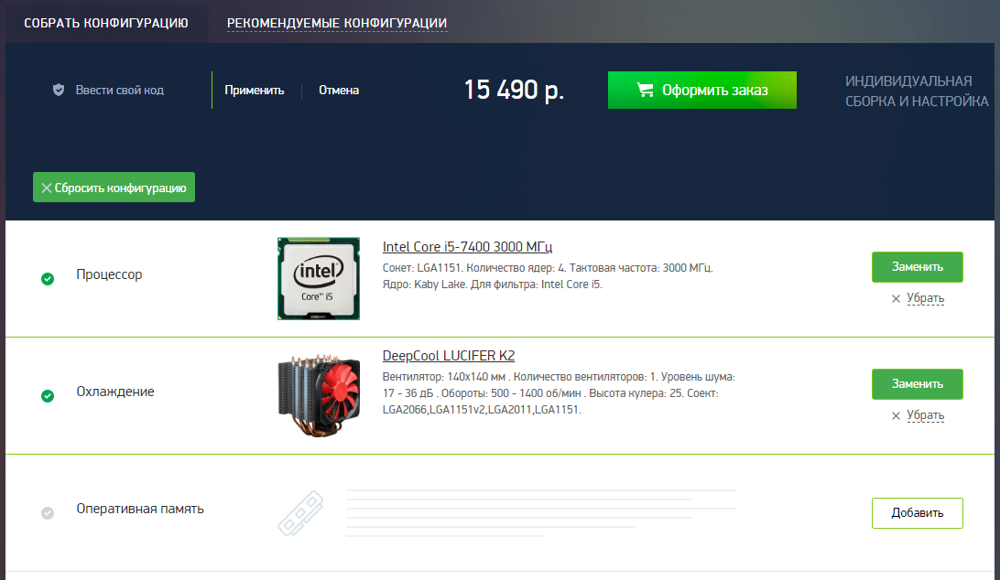 СОБРАТЬ КОНФИГУРАЦИЮ
РЕКОМЕНДУЕМЫЕ КОНФИГУРАЦИИ
Ввести свой код
Применить
Отмена
15 490 р.
Оформить заказ
ИНДИВИДУАЛЬНАЯ
СБОРКА И НАСТРОЙКА
Сбросить конфигурацию
Процессор
intel
Core™ i5
Intel Core i5-7400 3000 МГц
Сокет: LGA1151. Количество ядер: 4. Тактовая частота: 3000 МГц.
Ядро: Kaby Lake. Для фильтра: Intel Core i5.
Заменить
Убрать
Охлаждение
DeepCool LUCIFER K2
Вентилятор: 140x140 мм . Количество вентиляторов: 1. Уровень шума:
17 - 36 дБ . Обороты: 500 - 1400 об/мин . Высота кулера: 25. Соект:
LGA2066,LGA1151v2,LGA2011,LGA1151.
Заменить
Убрать
Оперативная память
Добавить